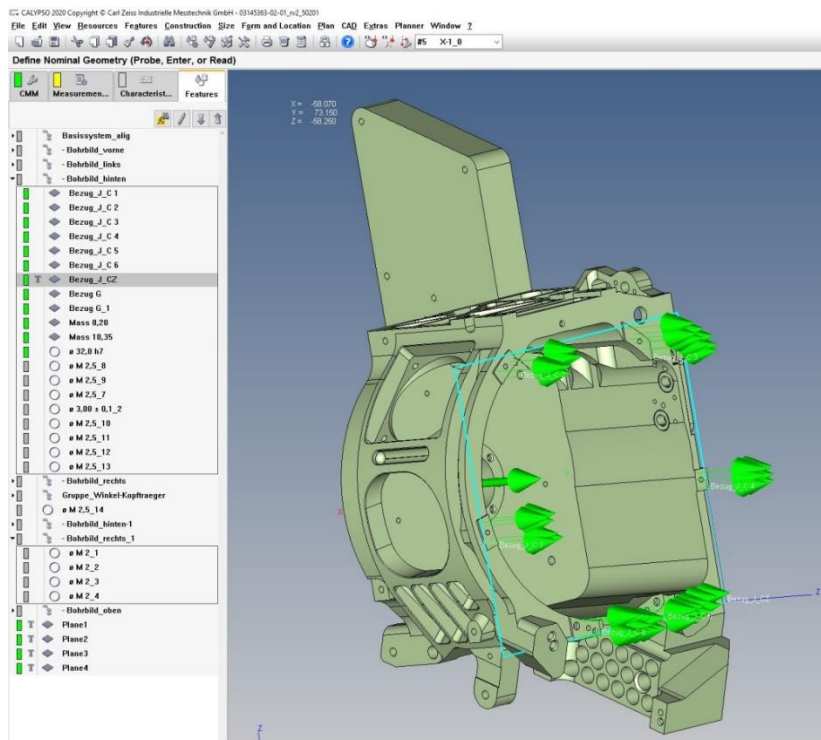 CALYPSO 2020 Copyright © Carl Zeiss Industrielle Messtechnik GmbH - 03145363-02-01_rv2_50201
File Edit View Resources Features Construction Size Form and Location Plan CAD Extras Planner Window ?
#5 X-1_0
Define Nominal Geometry (Probe, Enter, or Read)
CMM Measuremen... Characterist... Features
X = -58.070
Y = 73.150
Z = -58.250
Basissystem_alig
- Bohrbild_vorne
- Bohrbild_links
- Bohrbild_hinten
Bezug_J_C 1
Bezug_J_C 2
Bezug_J_C 3
Bezug_J_C 4
Bezug_J_C 5
Bezug_J_C 6
T Bezug_J_CZ
Bezug G
Bezug G_1
Mass 8,20
Mass 18,35
ø 32,0 h7
ø M 2,5_8
ø M 2,5_9
ø M 2,5_7
ø 3,00 ± 0,1_2
ø M 2,5_10
ø M 2,5_11
ø M 2,5_12
ø M 2,5_13
- Bohrbild_rechts
Gruppe_Winkel-Kopftraeger
ø M 2,5_14
- Bohrbild_hinten-1
- Bohrbild_rechts_1
ø M 2_1
ø M 2_2
ø M 2_3
ø M 2_4
- Bohrbild_oben
T Plane1
T Plane2
T Plane3
T Plane4
Bezug_J_C 3
Bezug_J_C 4
Bezug_J_C 1
Bezug_J_CZ
X
Y
Z
Z